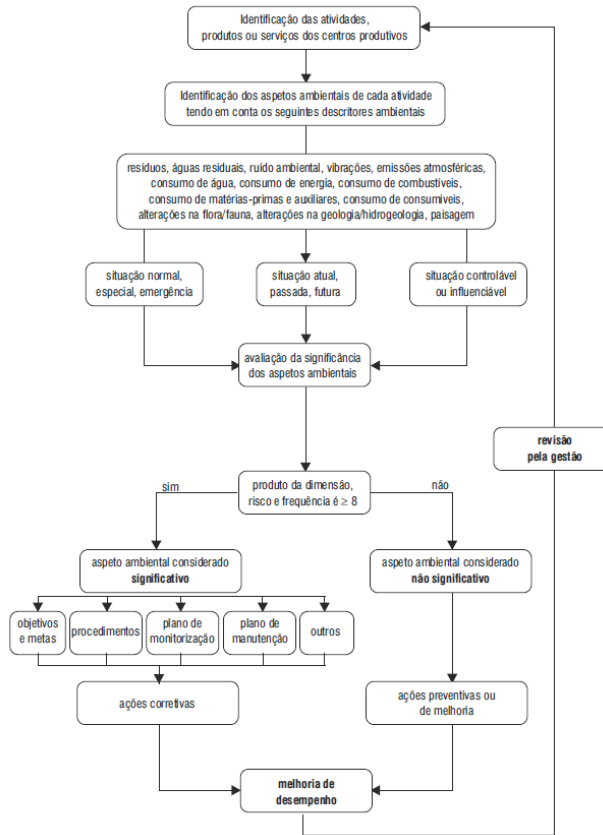 Identificação das atividades,
produtos ou serviços dos centros produtivos
Identificação dos aspetos ambientais de cada atividade
tendo em conta os seguintes descritores ambientais
resíduos, águas residuais, ruído ambiental, vibrações, emissões atmosféricas,
consumo de água, consumo de energia, consumo de combustíveis,
consumo de matérias-primas e auxiliares, consumo de consumíveis,
alterações na flora/fauna, alterações na geologia/hidrogeologia, paisagem
situação normal,
especial, emergência
situação atual,
passada, futura
situação controlável
ou influenciável
avaliação da significância
dos aspetos ambientais
revisão
pela gestão
sim
produto da dimensão,
risco e frequência é ≥ 8
não
aspeto ambiental considerado
significativo
aspeto ambiental considerado
não significativo
objetivos
e metas
procedimentos
plano de
monitorização
plano de
manutenção
outros
ações corretivas
ações preventivas ou
de melhoria
melhoria de
desempenho